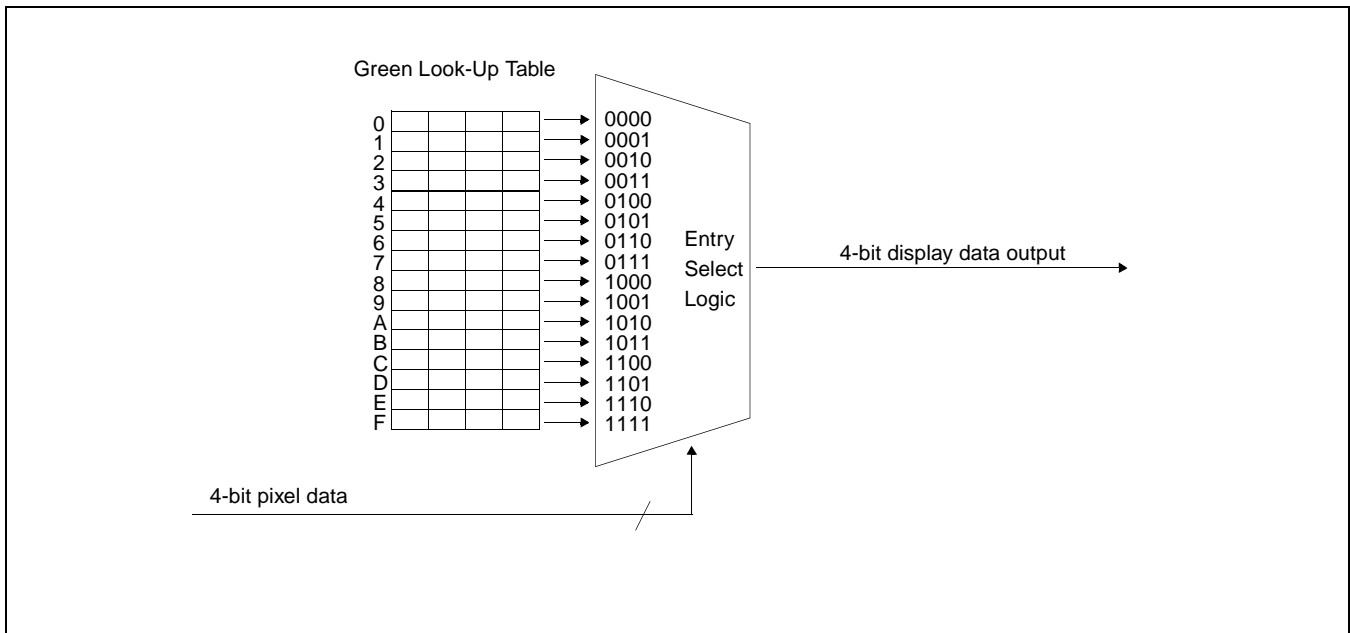 Green Look-Up Table
0 0000
1 0001
2 0010
3 0011
4 0100
5 0101
6 0110
7 0111
8 1000
9 1001
A 1010
B 1011
C 1100
D 1101
E 1110
F 1111
Entry
Select
Logic
4-bit display data output
4-bit pixel data